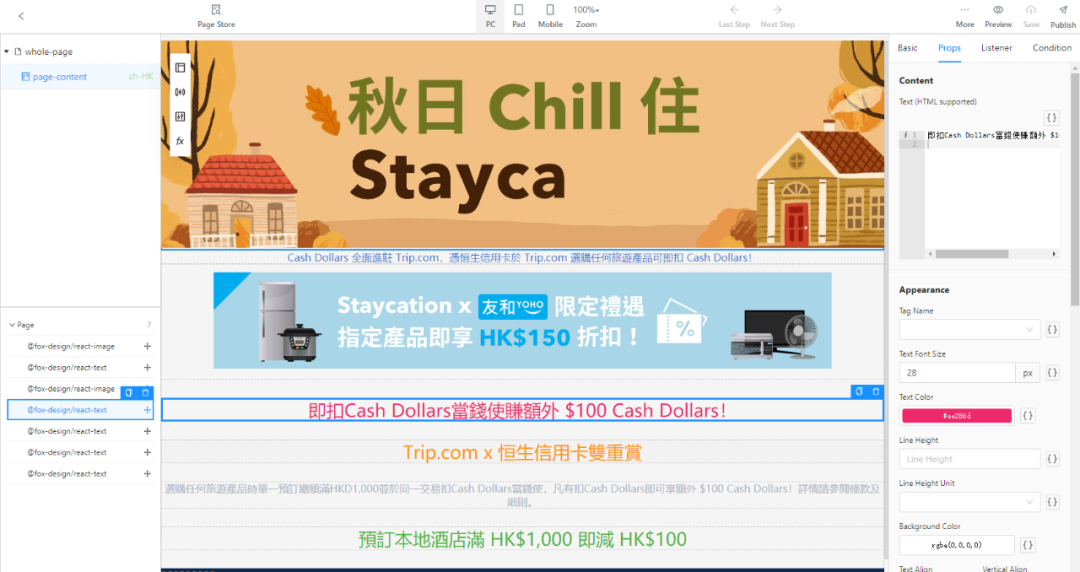 Page Store
PC
Pad
Mobile
100%
Zoom
Last Step
Next Step
More
Preview
Save
Publish
whole-page
page-content
zh-HK
Page
7
@fox-design/react-image
@fox-design/react-text
@fox-design/react-image
@fox-design/react-text
@fox-design/react-text
@fox-design/react-text
@fox-design/react-text
fx
秋日 Chill 住
Stayca
Cash Dollars 全面進駐 Trip.com，憑恒生信用卡於 Trip.com 選購任何旅遊產品可即扣 Cash Dollars！
Staycation x 友和YOHO 限定禮遇
指定產品即享 HK$150 折扣！
%
即扣Cash Dollars當錢使賺額外 $100 Cash Dollars！
Trip.com x 恒生信用卡雙重賞
選購任何旅遊產品時單一預訂總額滿HKD1,000並於同一交易扣Cash Dollars當錢使，凡有扣Cash Dollars即可享額外 $100 Cash Dollars！詳情請參閱條款及
細則。
預訂本地酒店滿 HK$1,000 即減 HK$100
Basic
Props
Listener
Condition
Content
Text (HTML supported)
{}
i 1 即扣Cash Dollars當錢使賺額外 $10
2
Appearance
Tag Name
{}
Text Font Size
28 px {}
Text Color
#ee286d {}
Line Height
Line Height {}
Line Height Unit
{}
Background Color
rgba(0,0,0,0) {}
Text Align
Vertical Align